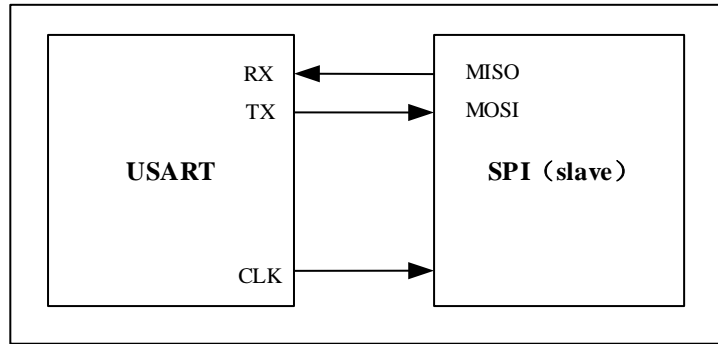 RX
MISO
TX
MOSI
USART
SPI（slave）
CLK